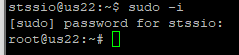 stssio@us22:~$ sudo -i
[sudo] password for stssio:
root@us22:~#